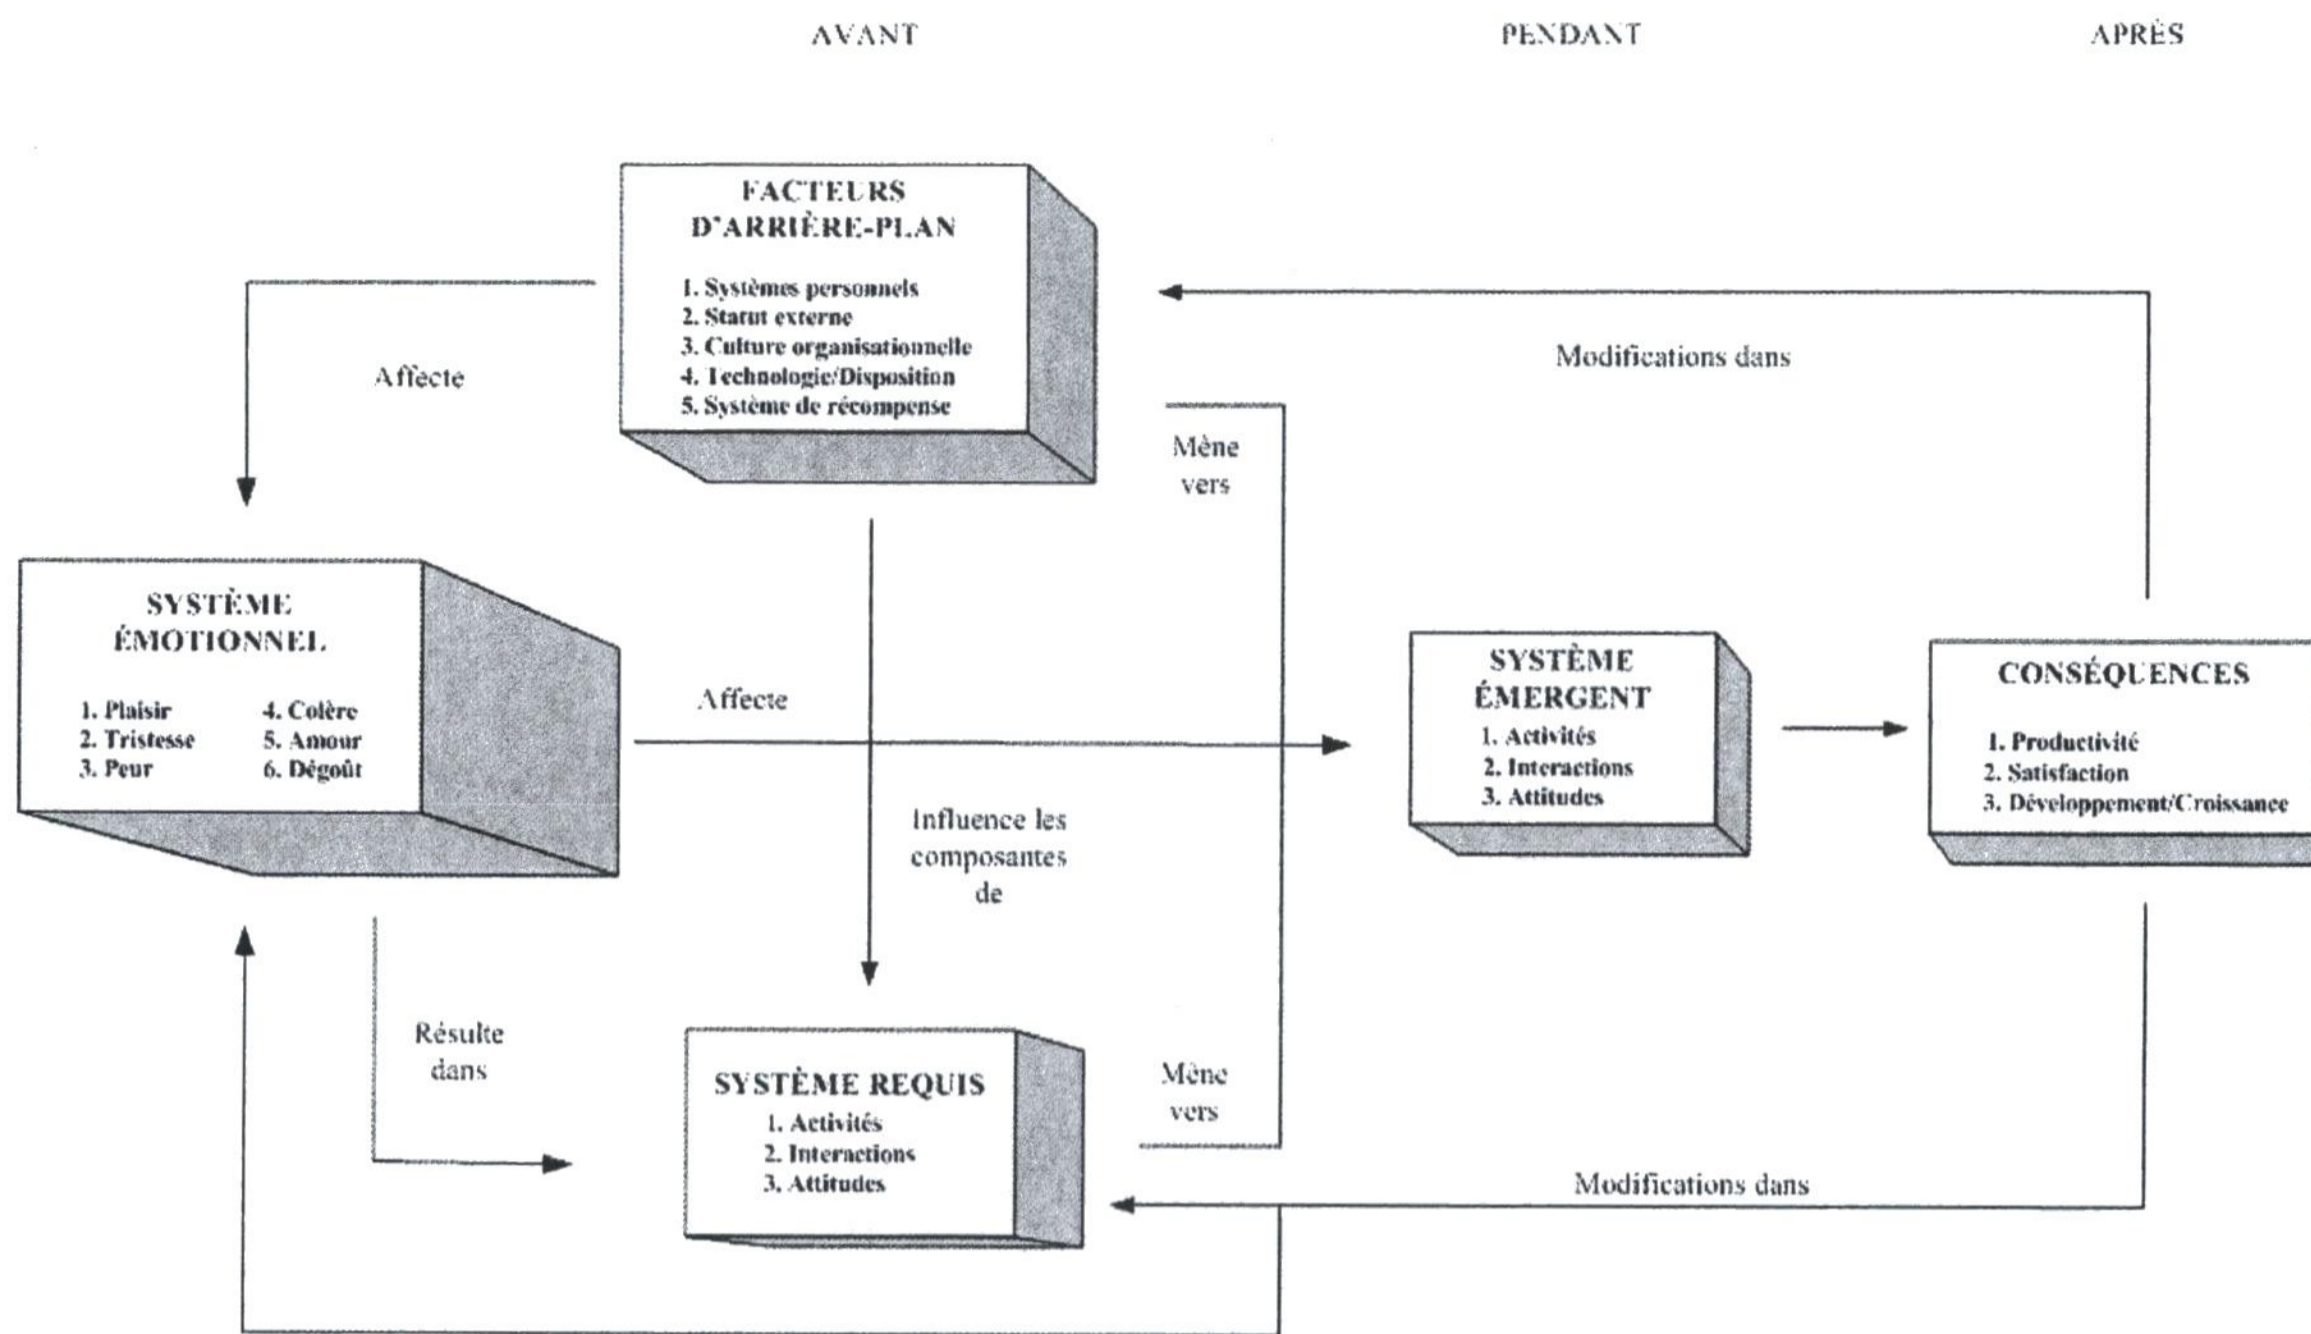 AVANT
PENDANT
APRÈS
FACTEURS
D'ARRIÈRE-PLAN
1. Systèmes personnels
2. Statut externe
3. Culture organisationnelle
4. Technologie/Disposition
5. Système de récompense
Affecte
Modifications dans
Mène
vers
SYSTÈME
ÉMOTIONNEL
1. Plaisir
2. Tristesse
3. Peur
4. Colère
5. Amour
6. Dégoût
Affecte
SYSTÈME
ÉMERGENT
1. Activités
2. Interactions
3. Attitudes
CONSÉQUENCES
1. Productivité
2. Satisfaction
3. Développement/Croissance
Influence les
composantes
de
Résulte
dans
SYSTÈME REQUIS
1. Activités
2. Interactions
3. Attitudes
Mène
vers
Modifications dans